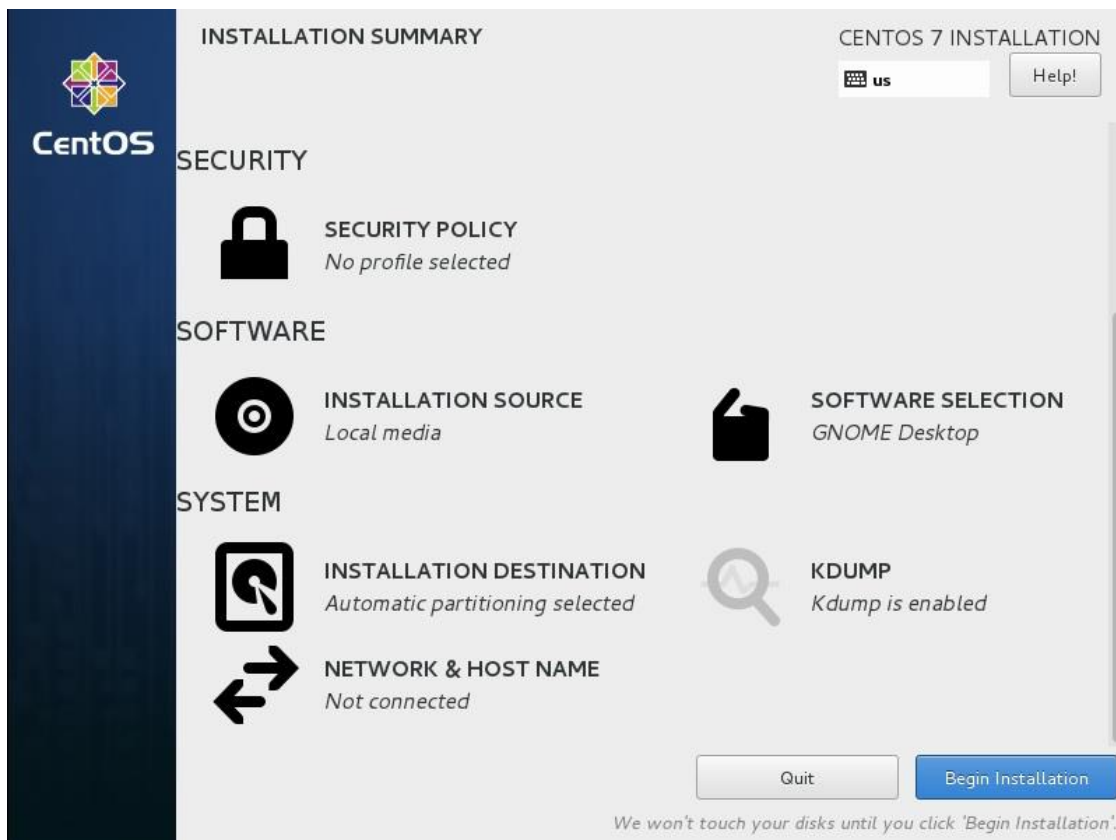 INSTALLATION SUMMARY
CENTOS 7 INSTALLATION
us
Help!
CentOS
SECURITY
SECURITY POLICY
No profile selected
SOFTWARE
INSTALLATION SOURCE
Local media
SOFTWARE SELECTION
GNOME Desktop
SYSTEM
INSTALLATION DESTINATION
Automatic partitioning selected
KDUMP
Kdump is enabled
NETWORK & HOST NAME
Not connected
Quit
Begin Installation
We won't touch your disks until you click 'Begin Installation'